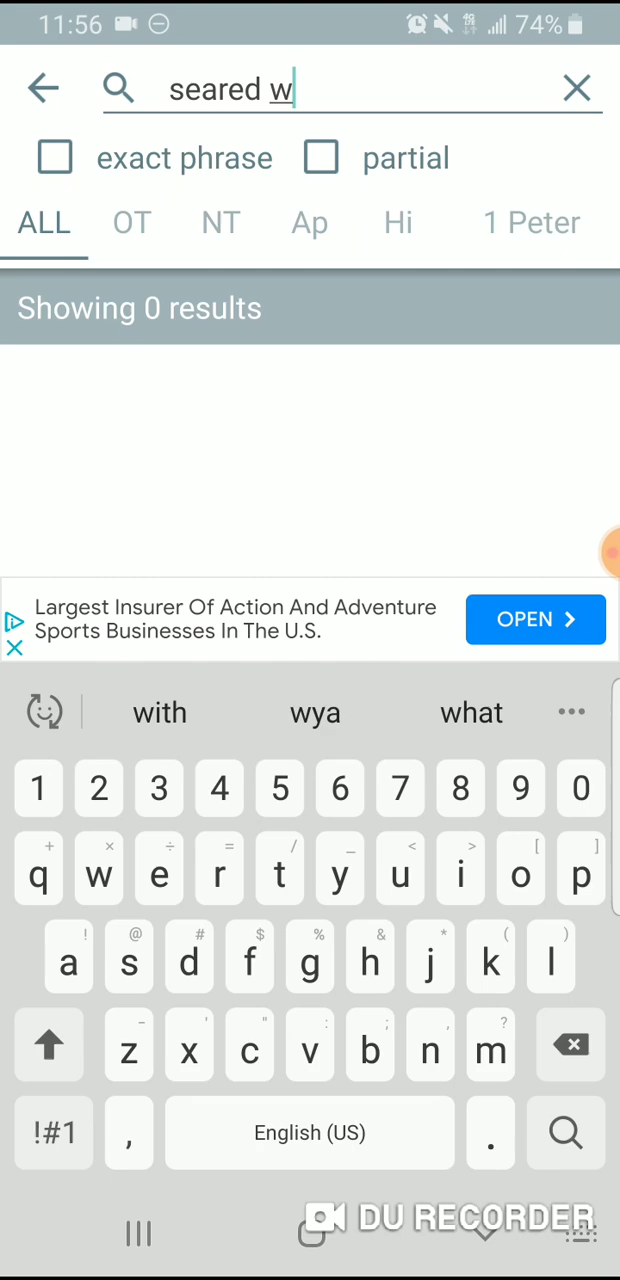 11:56 74%
seared w
exact phrase partial
ALL OT NT Ap Hi 1 Peter
Showing 0 results
Largest Insurer Of Action And Adventure
Sports Businesses In The U.S.
OPEN
with wya what
1 2 3 4 5 6 7 8 9 0
+ × ÷ = / _ < > [ ]
q w e r t y u i o p
! @ # $ % & * ( )
a s d f g h j k l
- ' " : ; , ?
z x c v b n m
!#1 , English (US) .
DU RECORDER